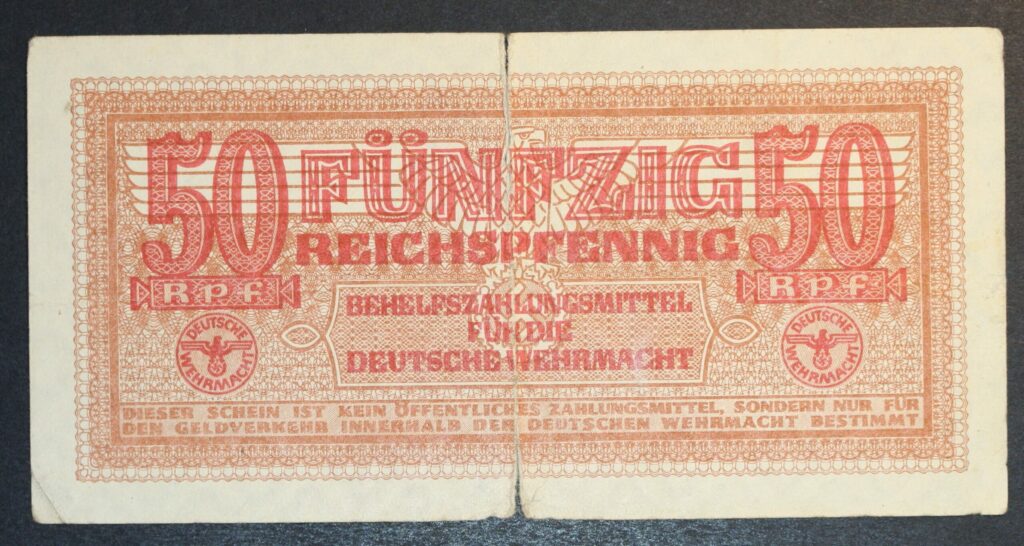 50 FÜNFZIG 50
REICHSPFENNIG
RPf RPf
BEHELFSZAHLUNGSMITTEL
FÜR DIE
DEUTSCHE WEHRMACHT
DEUTSCHE
WEHRMACHT
DEUTSCHE
WEHRMACHT
DIESER SCHEIN IST KEIN ÖFFENTLICHES ZAHLUNGSMITTEL, SONDERN NUR FÜR
DEN GELDVERKEHR INNERHALB DER DEUTSCHEN WEHRMACHT BESTIMMT